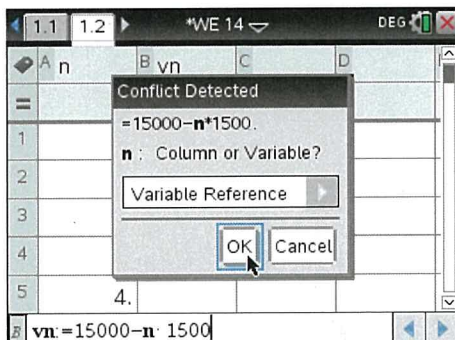 1.1 1.2 *WE 14 DEG
A n B vn C D
=
Conflict Detected
=15000−n*1500.
n : Column or Variable?
Variable Reference
OK Cancel
1
2
3
4
5 4.
B vn:=15000−n· 1500